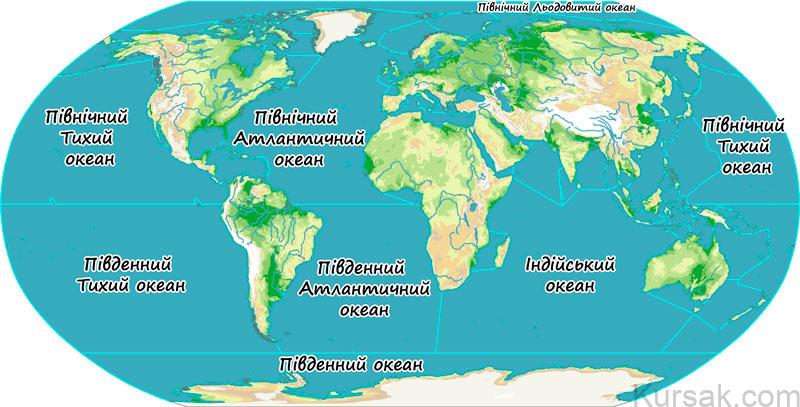 Північний Льодовитий океан
Північний
Тихий
океан
Північний
Атлантичний
океан
Північний
Тихий
океан
Південний
Тихий океан
Південний
Атлантичний
океан
Індійський
океан
Південний океан
Kursak.com